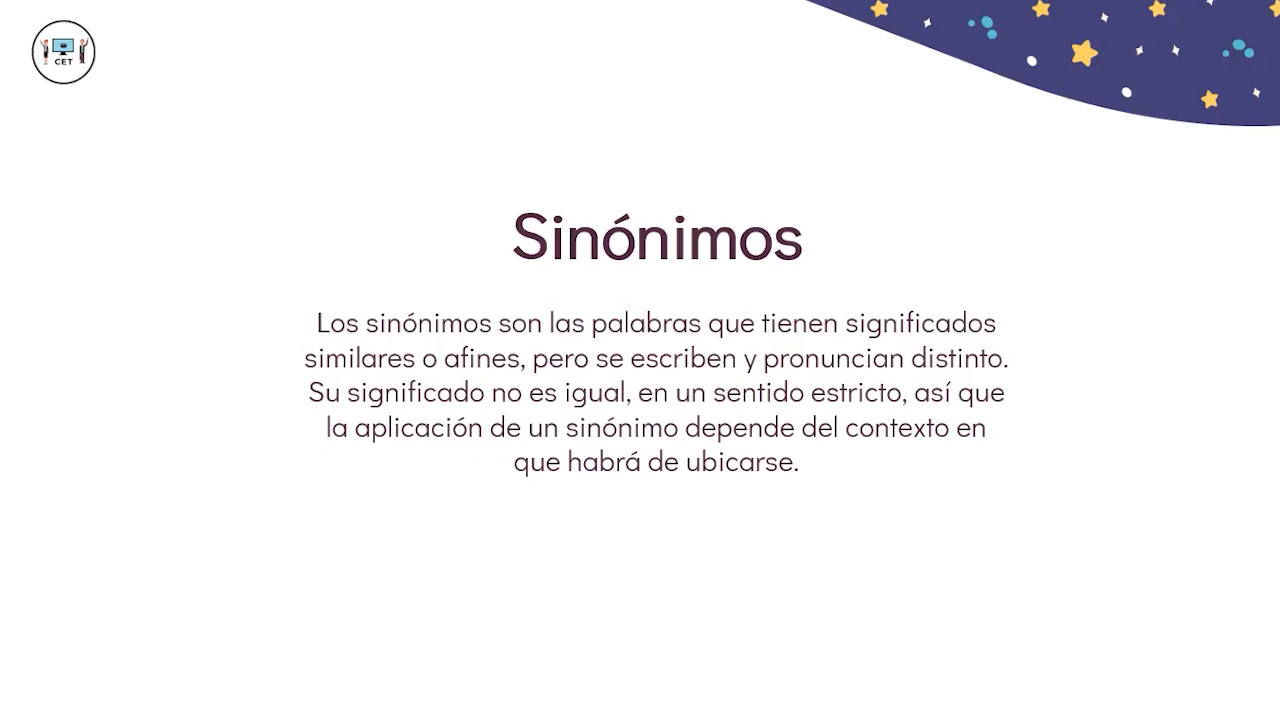 CET
Sinónimos
Los sinónimos son las palabras que tienen significados
similares o afines, pero se escriben y pronuncian distinto.
Su significado no es igual, en un sentido estricto, así que
la aplicación de un sinónimo depende del contexto en
que habrá de ubicarse.